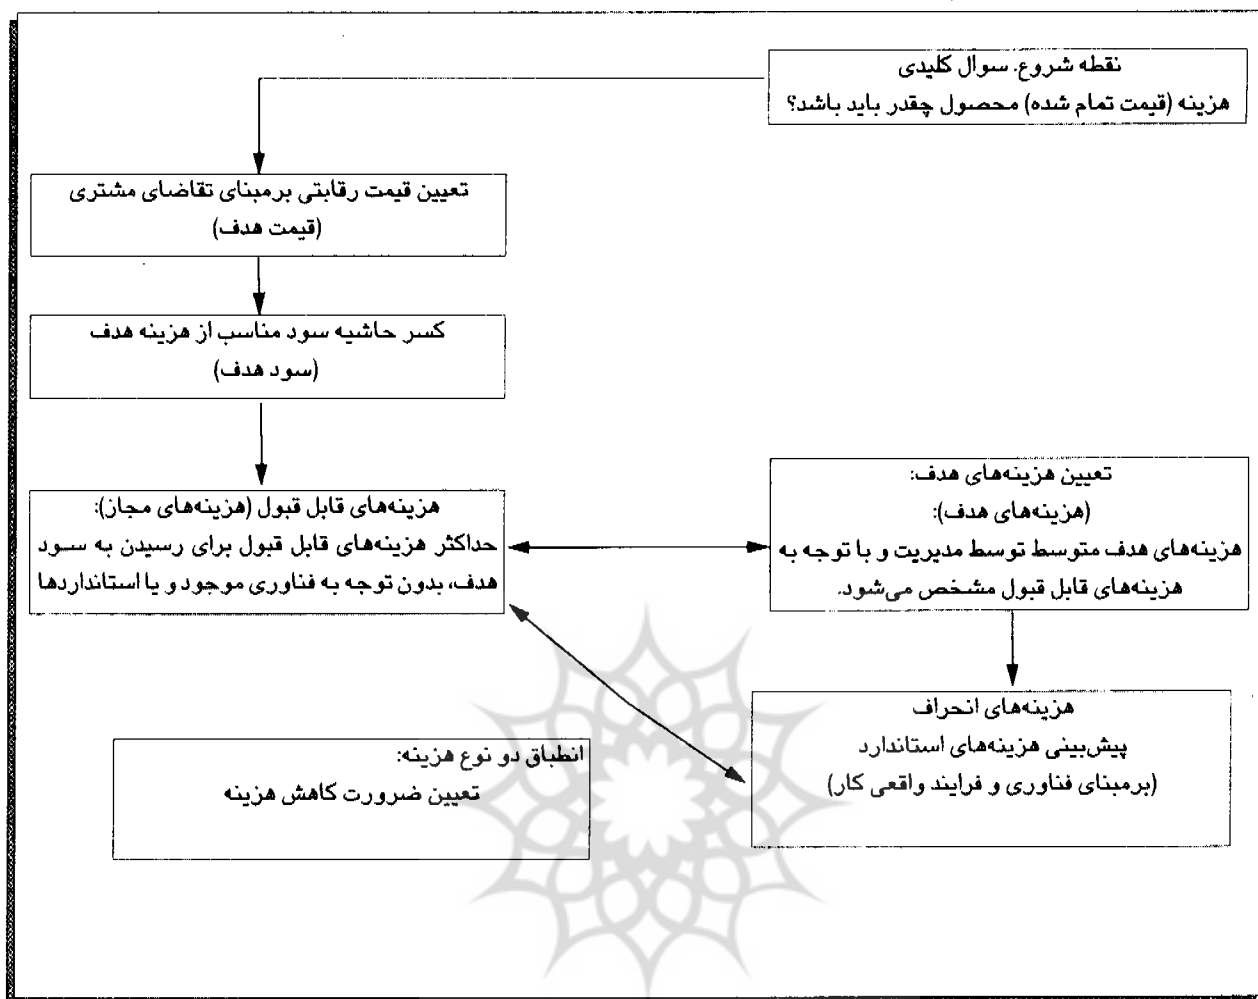 نقطه شروع. سوال کلیدی
هزینه (قیمت تمام شده) محصول چقدر باید باشد؟
تعیین قیمت رقابتی برمبنای تقاضای مشتری
(قیمت هدف)
کسر حاشیه سود مناسب از هزینه هدف
(سود هدف)
هزینه‌های قابل قبول (هزینه‌های مجاز):
حداکثر هزینه‌های قابل قبول برای رسیدن به سود
هدف، بدون توجه به فناوری موجود و یا استانداردها
تعیین هزینه‌های هدف:
(هزینه‌های هدف):
هزینه‌های هدف متوسط توسط مدیریت و با توجه به
هزینه‌های قابل قبول مشخص می‌شود.
هزینه‌های انحراف
پیش‌بینی هزینه‌های استاندارد
(برمبنای فناوری و فرایند واقعی کار)
انطباق دو نوع هزینه:
تعیین ضرورت کاهش هزینه